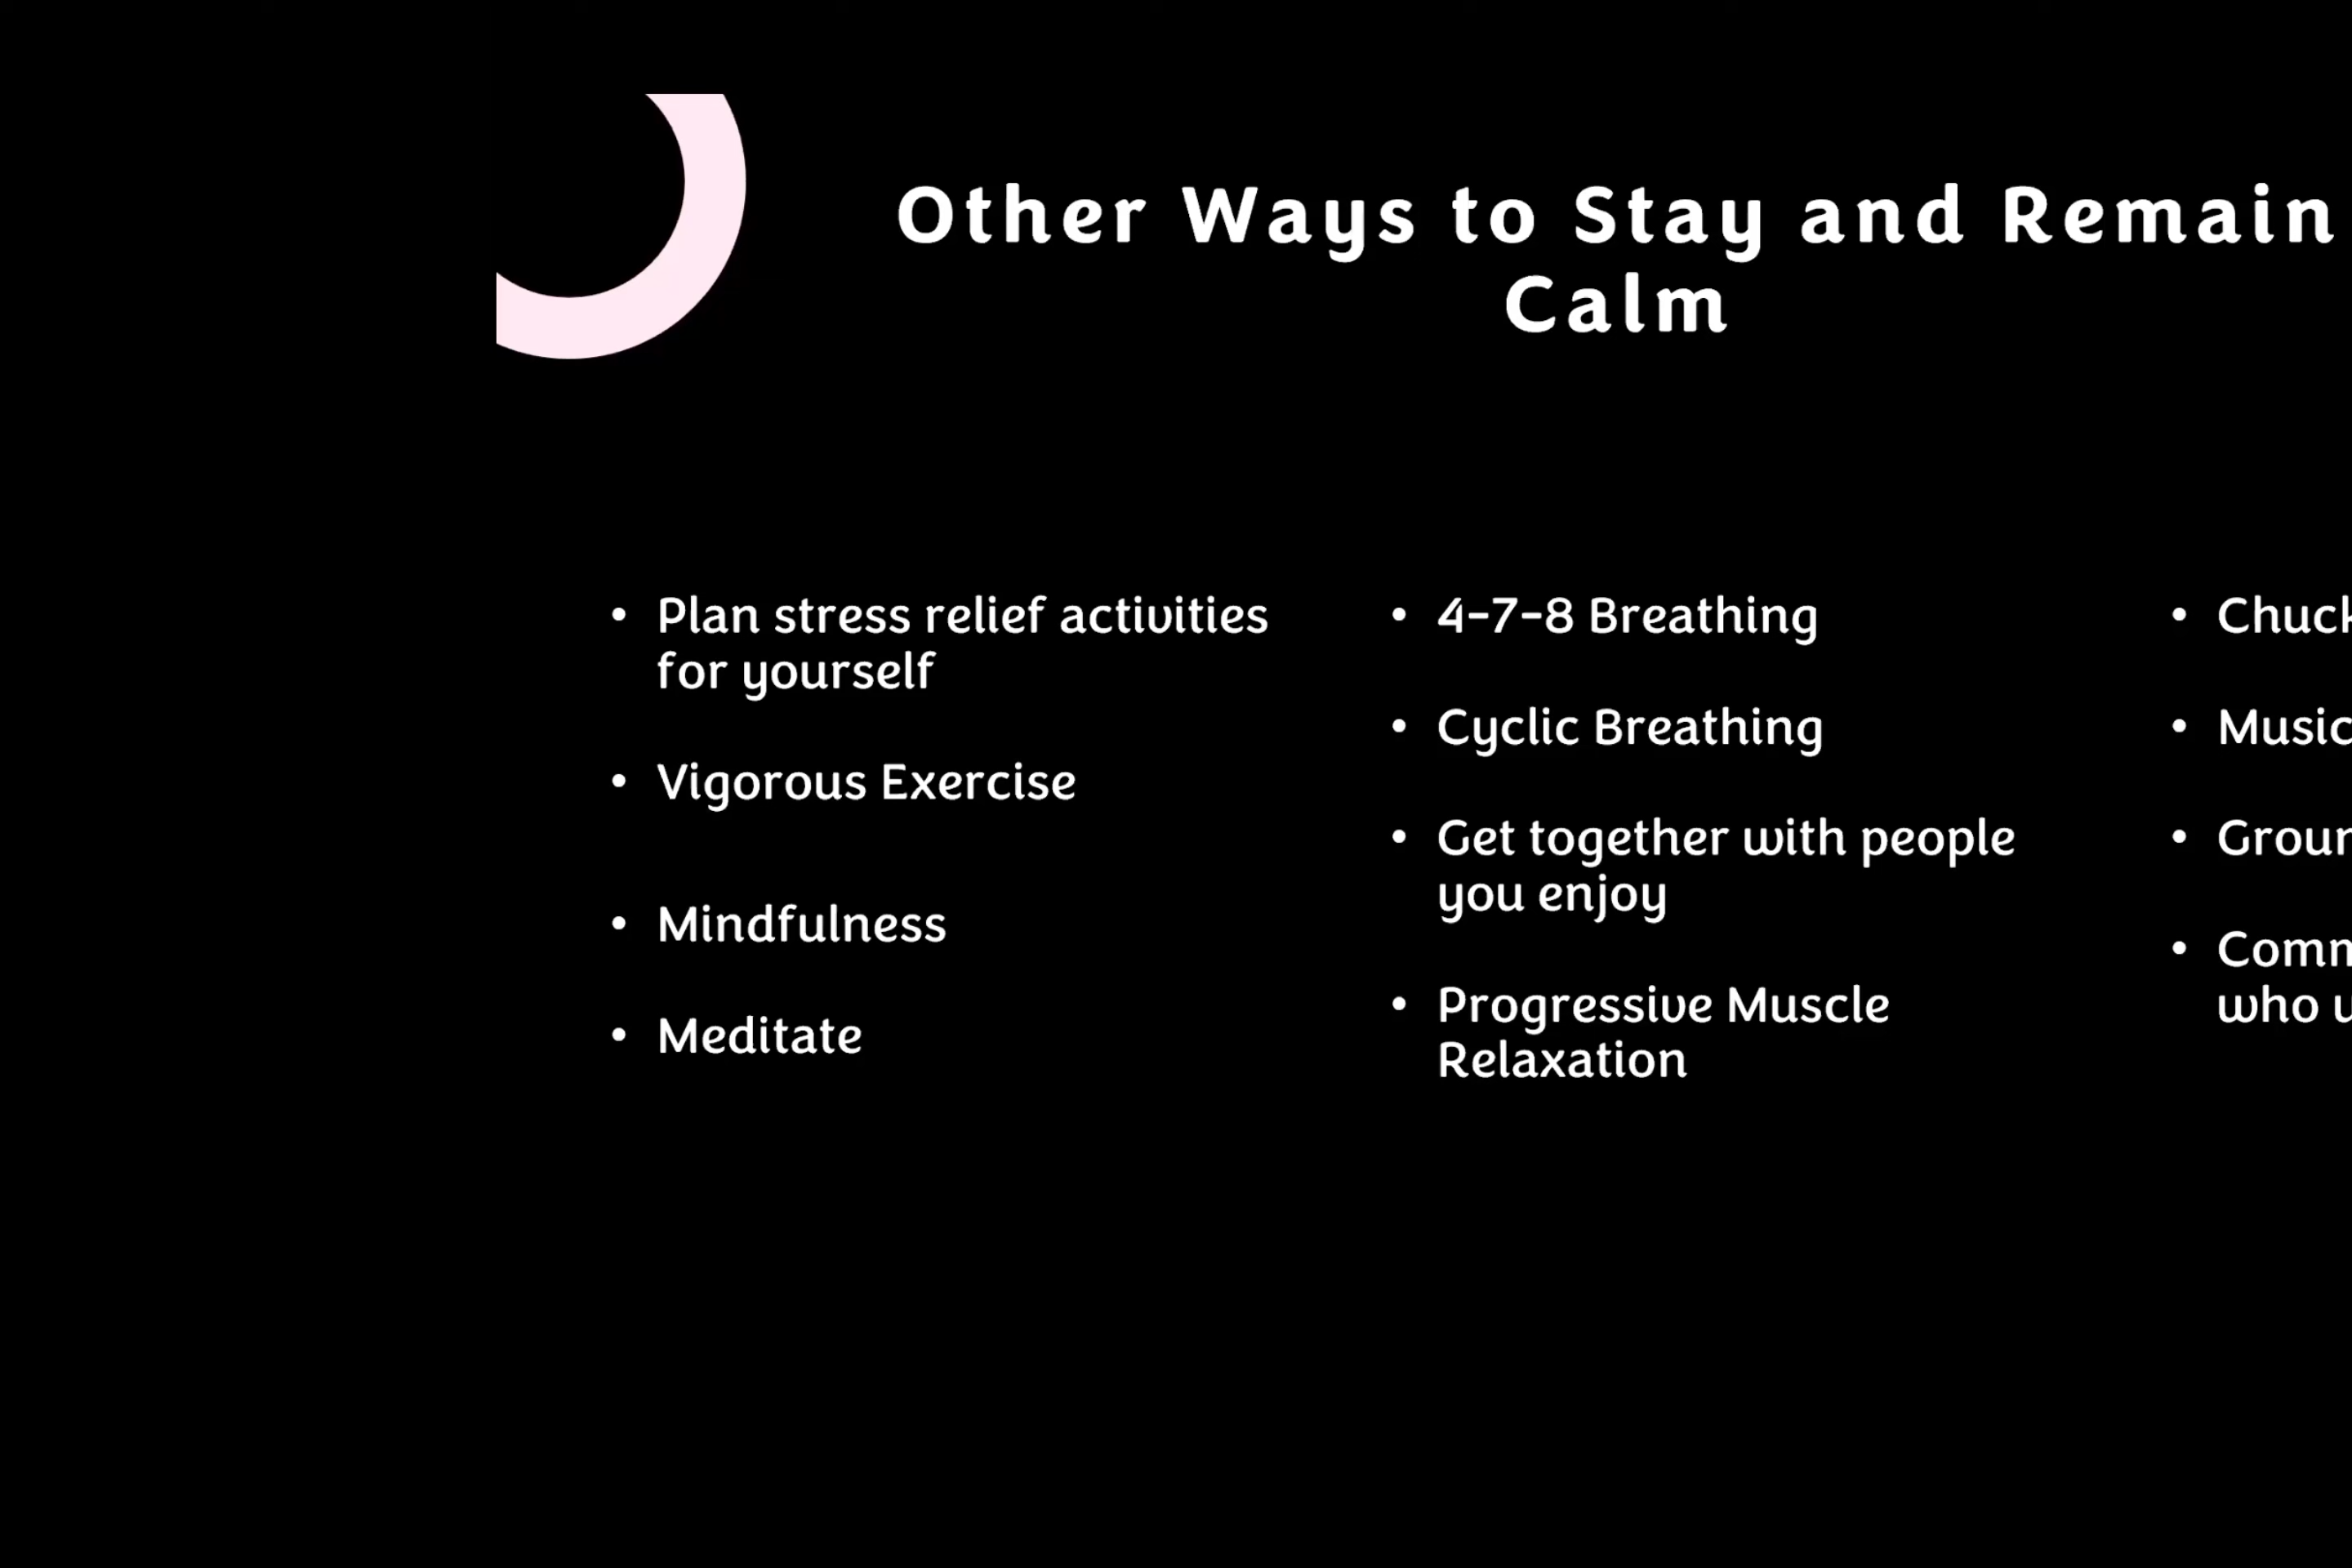 Other Ways to Stay and Remain
Calm
• Plan stress relief activities
for yourself
• Vigorous Exercise
• Mindfulness
• Meditate
• 4-7-8 Breathing
• Cyclic Breathing
• Get together with people
you enjoy
• Progressive Muscle
Relaxation
•
• Music
•
•
who